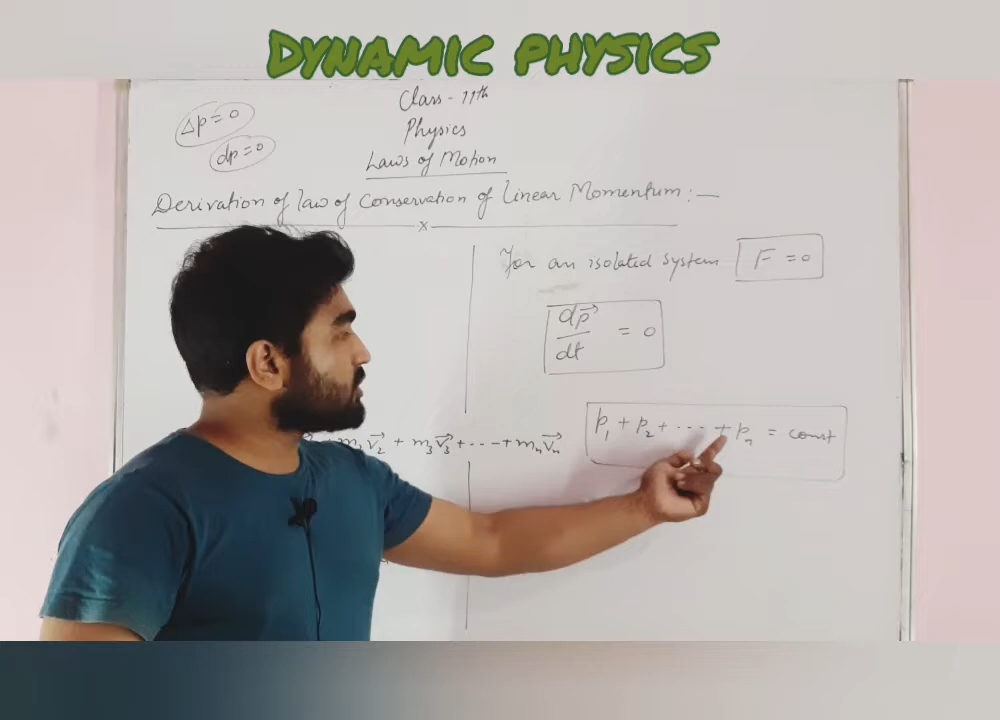 DYNAMIC PHYSICS
Class - 11th
Physics
Laws of Motion
Δp = 0
dp = 0
Derivation of law of Conservation of Linear Momentum : —
x
For an isolated system F = 0
dp⃗/dt = 0
p₁ + p₂ + - - - + pₙ = const
v₂⃗ + m₃v₃⃗ + - - - + mₙvₙ⃗